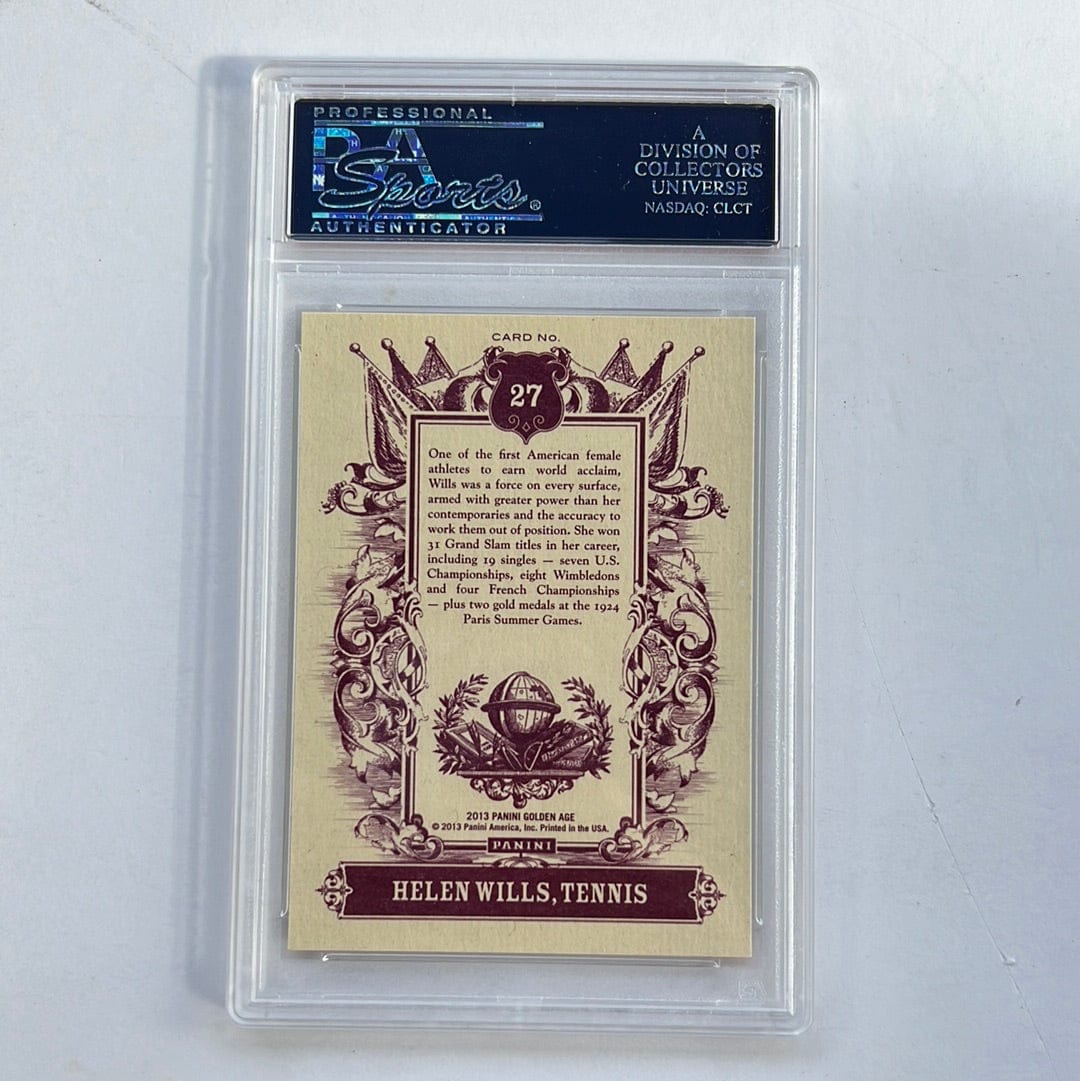 PROFESSIONAL
PSA
Sports®
AUTHENTICATOR
A
DIVISION OF
COLLECTORS
UNIVERSE
NASDAQ: CLCT
CARD No.
27
One of the first American female
athletes to earn world acclaim,
Wills was a force on every surface,
armed with greater power than her
contemporaries and the accuracy to
work them out of position. She won
31 Grand Slam titles in her career,
including 19 singles — seven U.S.
Championships, eight Wimbledons
and four French Championships
— plus two gold medals at the 1924
Paris Summer Games.
2013 PANINI GOLDEN AGE
© 2013 Panini America, Inc. Printed in the USA.
PANINI
HELEN WILLS, TENNIS